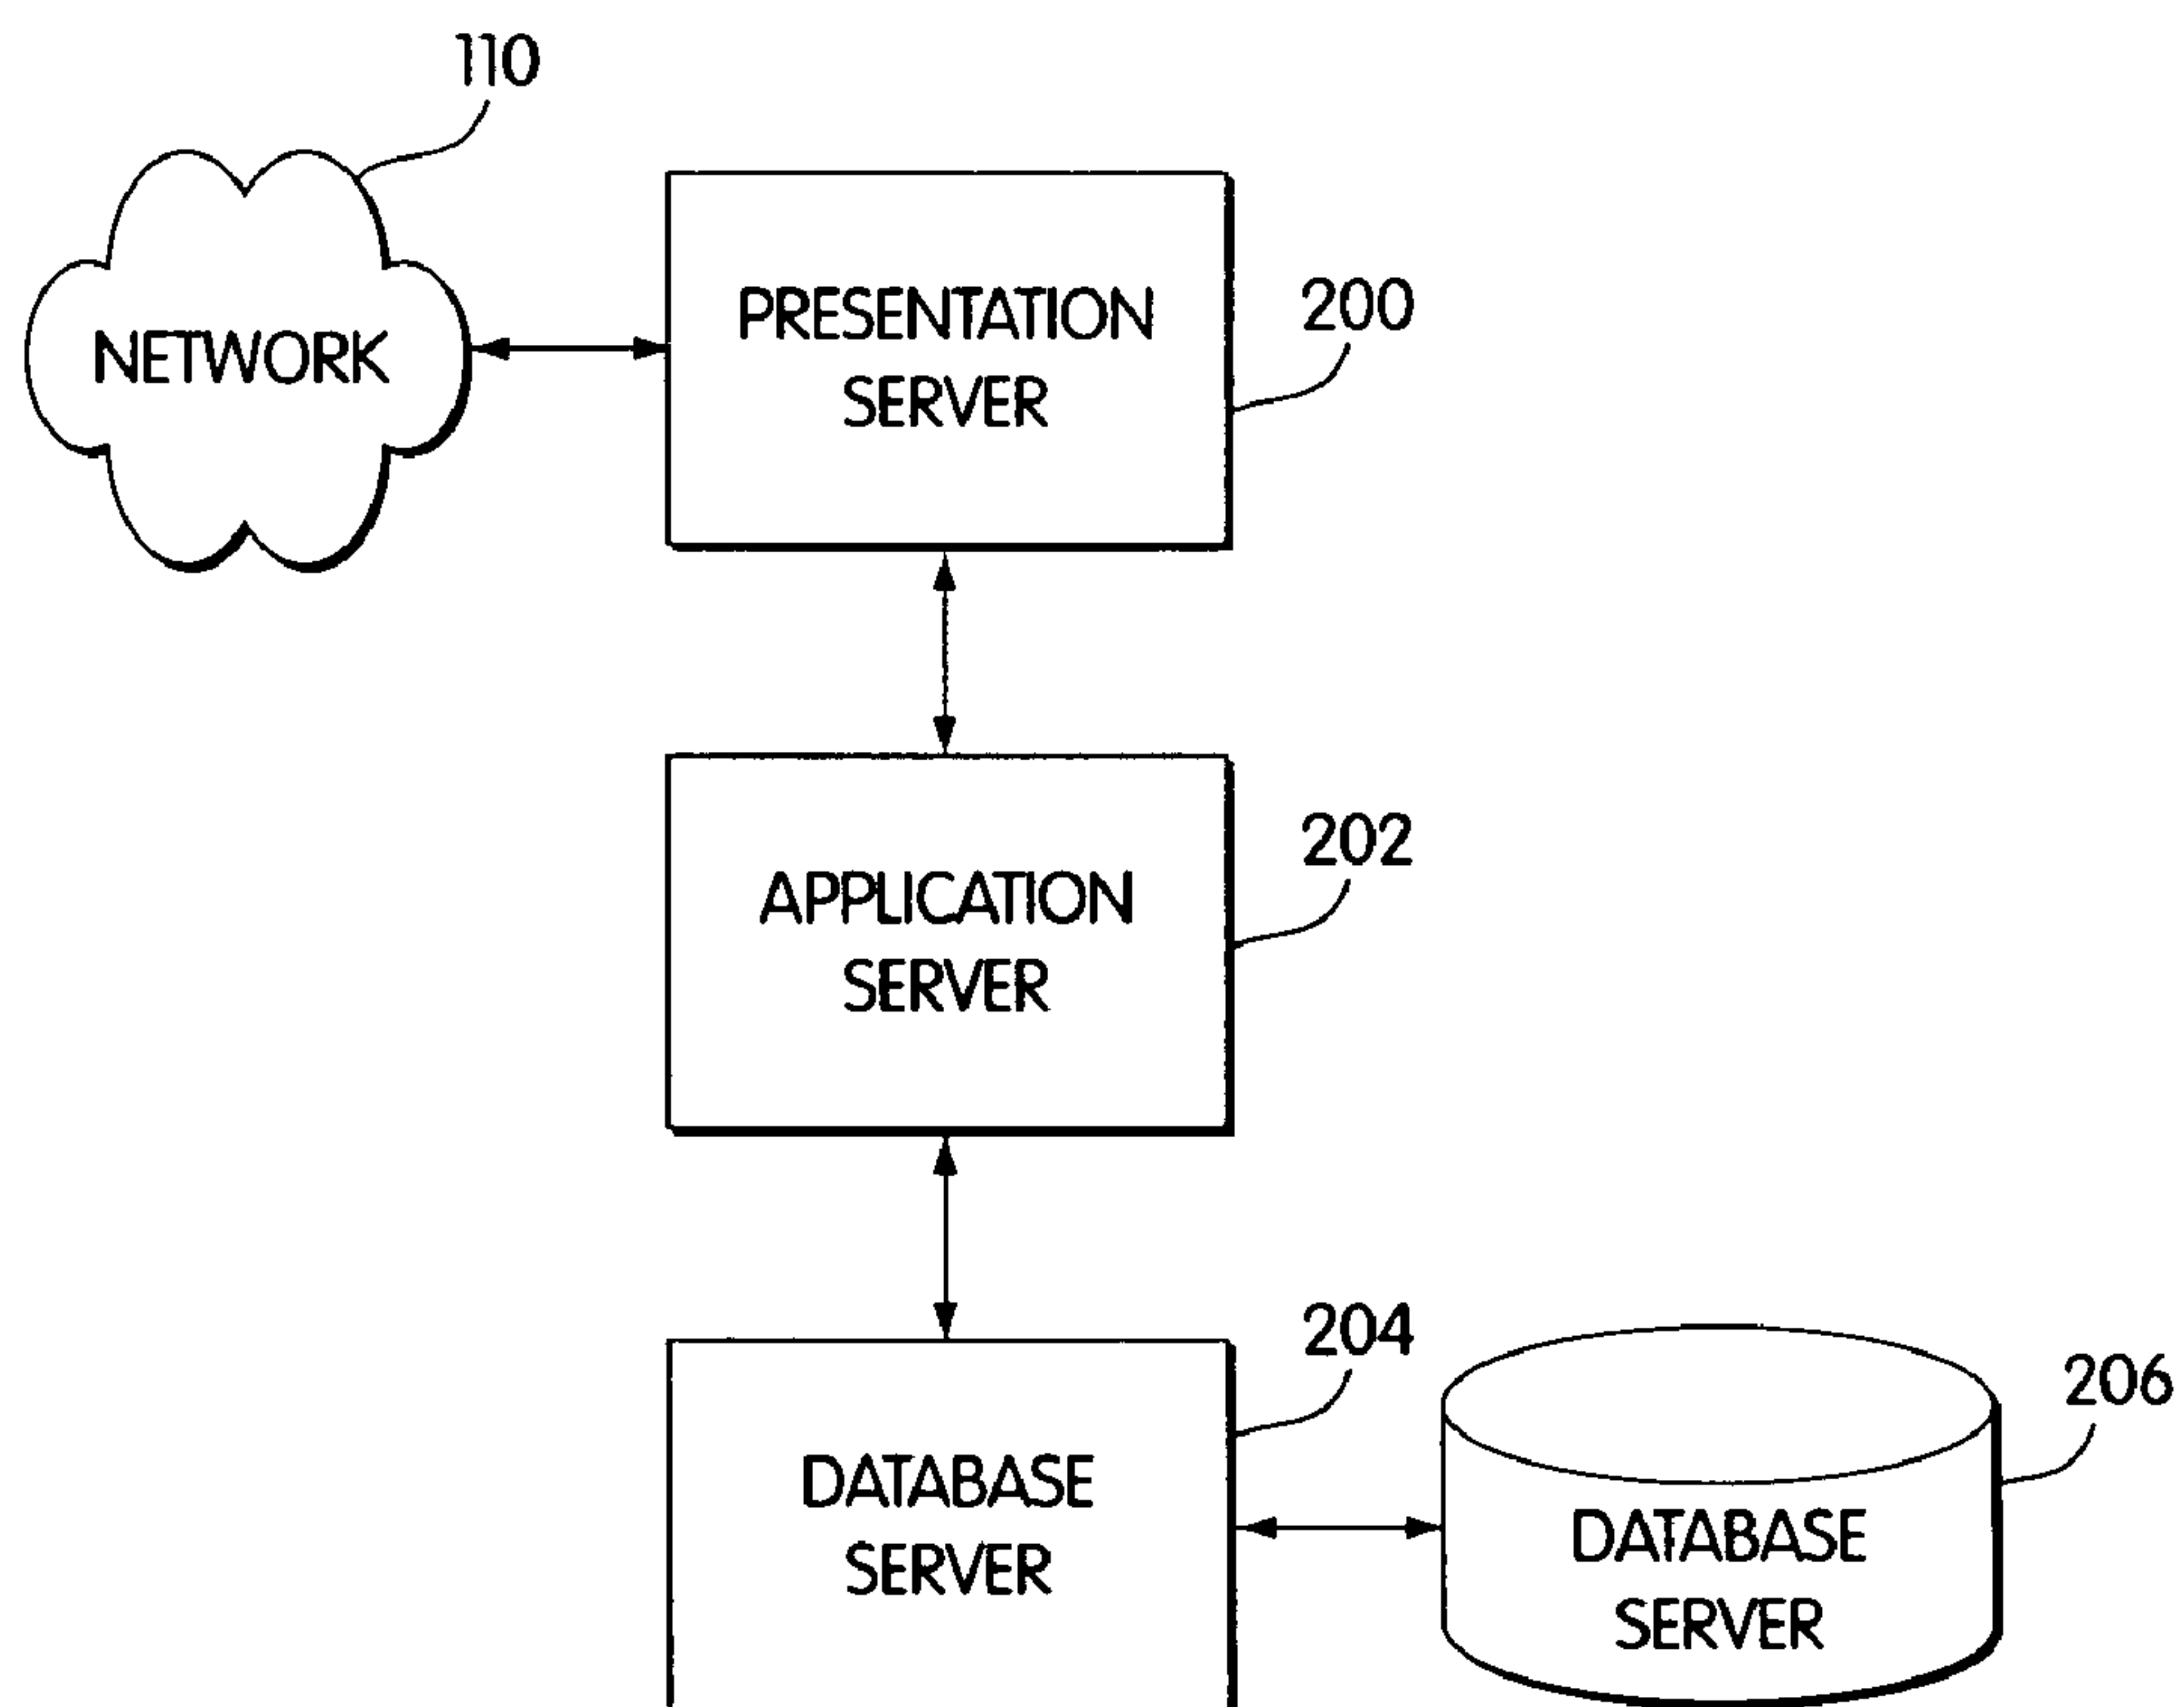 110
NETWORK
PRESENTATION
SERVER
200
APPLICATION
SERVER
202
DATABASE
SERVER
204
DATABASE
SERVER
206